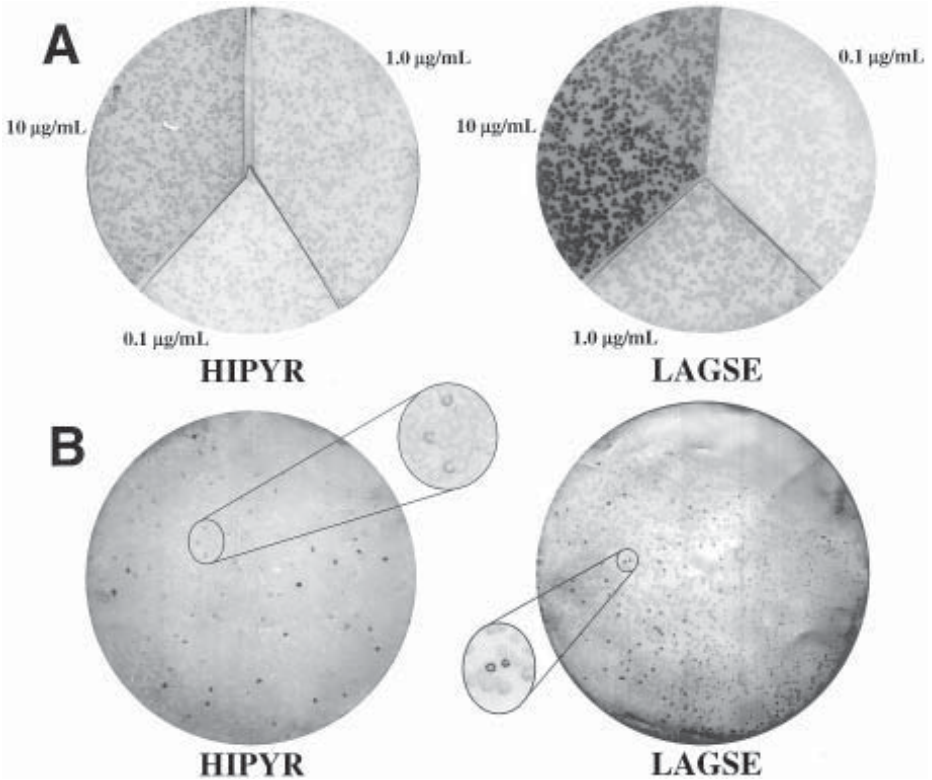 A
1.0 µg/mL
10 µg/mL
0.1 µg/mL
HIPYR
0.1 µg/mL
10 µg/mL
1.0 µg/mL
LAGSE
B
HIPYR
LAGSE